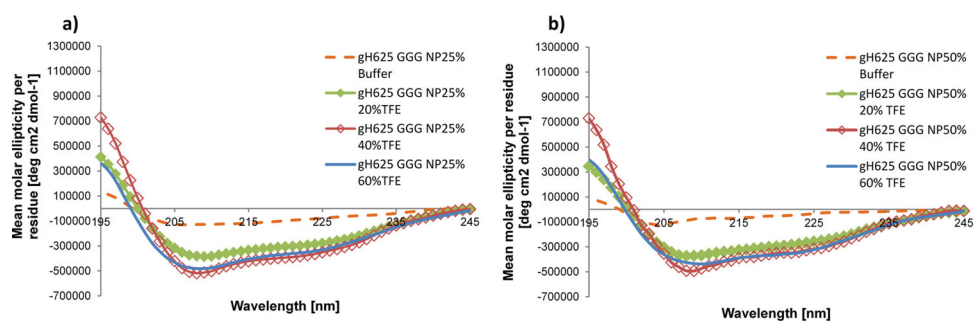 a)
Mean molar ellipticity per
residue [deg cm2 dmol-1]
1300000
1100000
900000
700000
500000
300000
100000
-100000
-300000
-500000
-700000
195
205
215
225
235
245
Wavelength [nm]
gH625 GGG NP25%
Buffer
gH625 GGG NP25%
20%TFE
gH625 GGG NP25%
40%TFE
gH625 GGG NP25%
60%TFE
b)
Mean molar ellipticity per residue
[deg cm2 dmol-1]
1300000
1100000
900000
700000
500000
300000
100000
-100000
-300000
-500000
-700000
195
205
215
225
235
245
Wavelength [nm]
gH625 GGG NP50%
Buffer
gH625 GGG NP50%
20% TFE
gH625 GGG NP50%
40% TFE
gH625 GGG NP50%
60% TFE